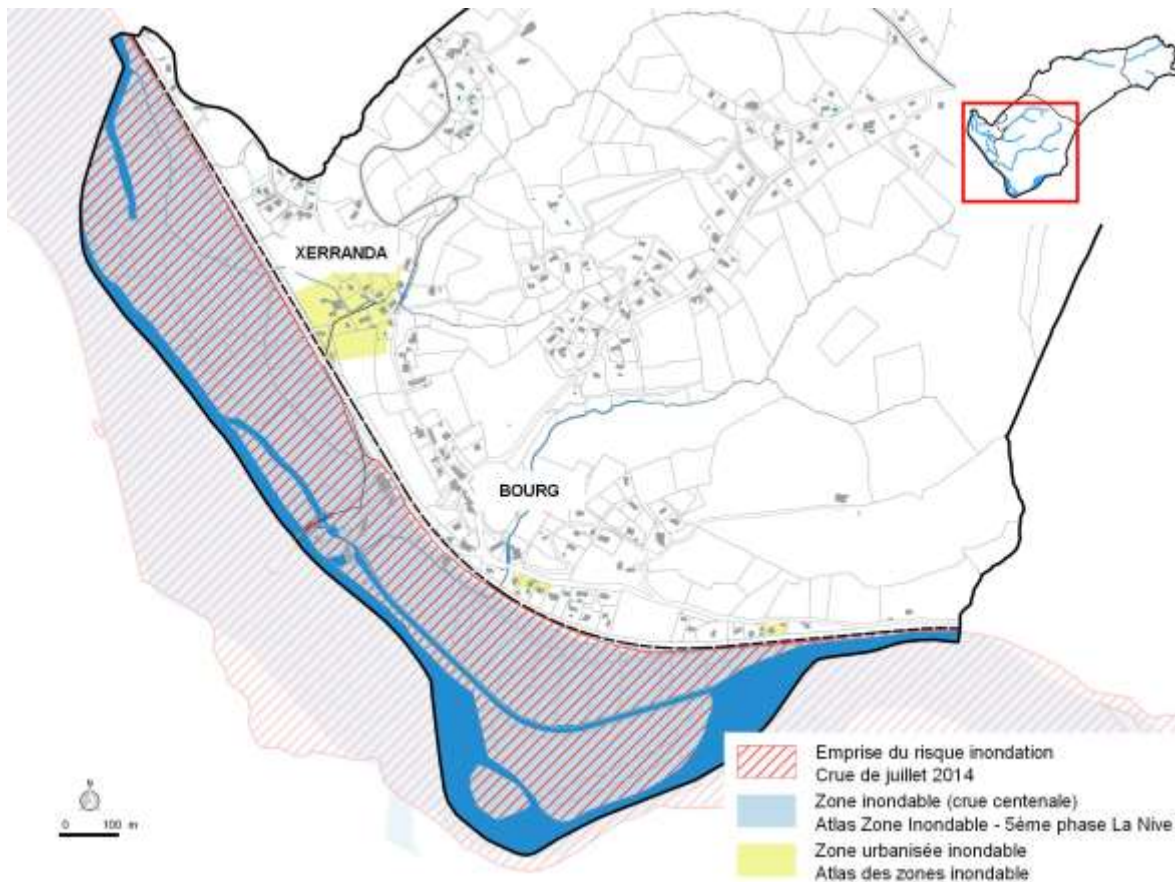 XERRANDA
BOURG
N
0 100 m
Emprise du risque inondation
Crue de juillet 2014
Zone inondable (crue centenale)
Atlas Zone Inondable - 5ème phase La Nive
Zone urbanisée inondable
Atlas des zones inondable